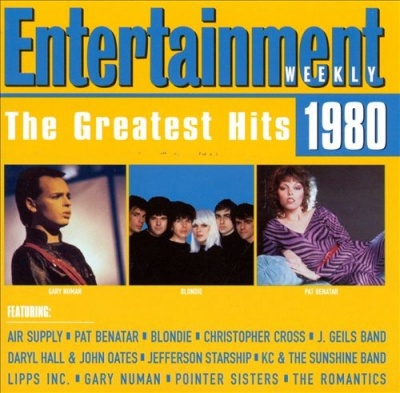 Entertainment
WEEKLY
The Greatest Hits 1980
GARY NUMAN BLONDIE PAT BENATAR
FEATURING:
AIR SUPPLY ▪ PAT BENATAR ▪ BLONDIE ▪ CHRISTOPHER CROSS ▪ J. GEILS BAND
DARYL HALL & JOHN OATES ▪ JEFFERSON STARSHIP ▪ KC & THE SUNSHINE BAND
LIPPS INC. ▪ GARY NUMAN ▪ POINTER SISTERS ▪ THE ROMANTICS